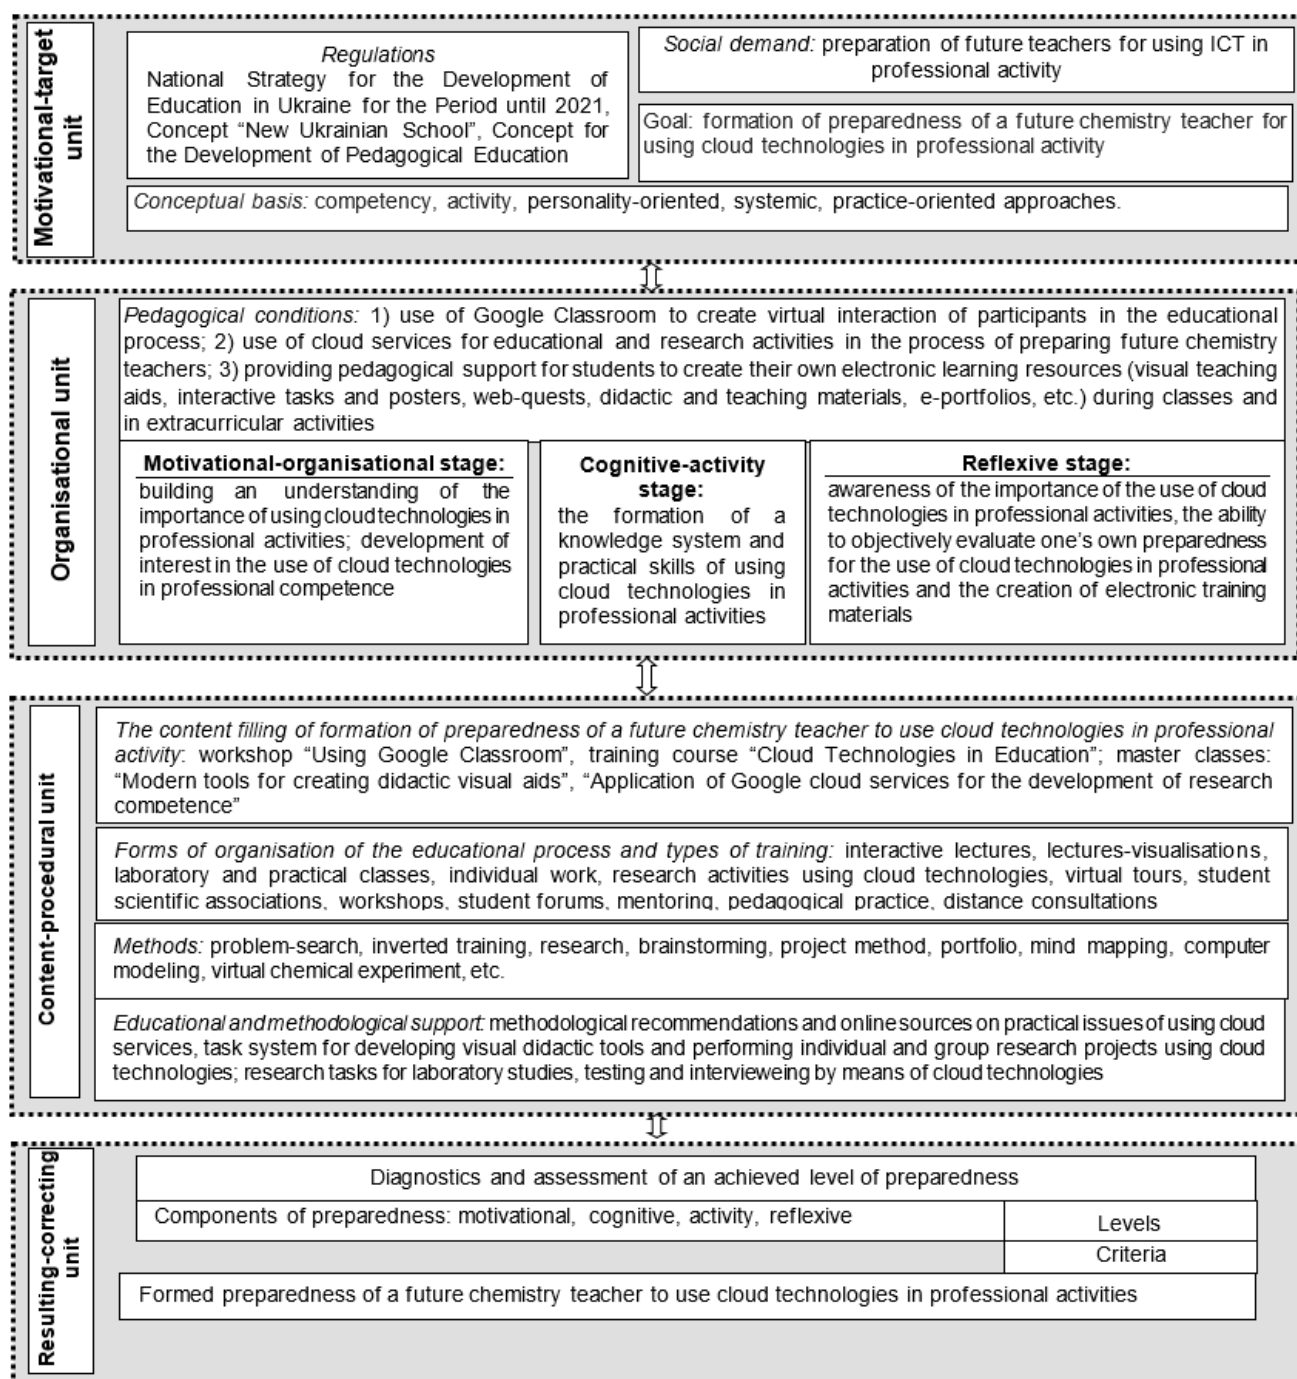 Motivational-target
unit
Regulations
National Strategy for the Development of
Education in Ukraine for the Period until 2021,
Concept “New Ukrainian School”, Concept for
the Development of Pedagogical Education
Social demand: preparation of future teachers for using ICT in
professional activity
Goal: formation of preparedness of a future chemistry teacher for
using cloud technologies in professional activity
Conceptual basis: competency, activity, personality-oriented, systemic, practice-oriented approaches.
Organisational unit
Pedagogical conditions: 1) use of Google Classroom to create virtual interaction of participants in the educational
process; 2) use of cloud services for educational and research activities in the process of preparing future chemistry
teachers; 3) providing pedagogical support for students to create their own electronic learning resources (visual teaching
aids, interactive tasks and posters, web-quests, didactic and teaching materials, e-portfolios, etc.) during classes and
in extracurricular activities
Motivational-organisational stage:
building an understanding of the
importance of using cloud technologies in
professional activities; development of
interest in the use of cloud technologies
in professional competence
Cognitive-activity
stage:
the formation of a
knowledge system and
practical skills of using
cloud technologies in
professional activities
Reflexive stage:
awareness of the importance of the use of cloud
technologies in professional activities, the ability
to objectively evaluate one’s own preparedness
for the use of cloud technologies in professional
activities and the creation of electronic training
materials
Content-procedural unit
The content filling of formation of preparedness of a future chemistry teacher to use cloud technologies in professional
activity: workshop “Using Google Classroom”, training course “Cloud Technologies in Education”; master classes:
“Modern tools for creating didactic visual aids”, “Application of Google cloud services for the development of research
competence”
Forms of organisation of the educational process and types of training: interactive lectures, lectures-visualisations,
laboratory and practical classes, individual work, research activities using cloud technologies, virtual tours, student
scientific associations, workshops, student forums, mentoring, pedagogical practice, distance consultations
Methods: problem-search, inverted training, research, brainstorming, project method, portfolio, mind mapping, computer
modeling, virtual chemical experiment, etc.
Educational and methodological support: methodological recommendations and online sources on practical issues of using cloud
services, task system for developing visual didactic tools and performing individual and group research projects using cloud
technologies; research tasks for laboratory studies, testing and intervieweing by means of cloud technologies
Resulting-correcting
unit
Diagnostics and assessment of an achieved level of preparedness
Components of preparedness: motivational, cognitive, activity, reflexive
Levels
Criteria
Formed preparedness of a future chemistry teacher to use cloud technologies in professional activities